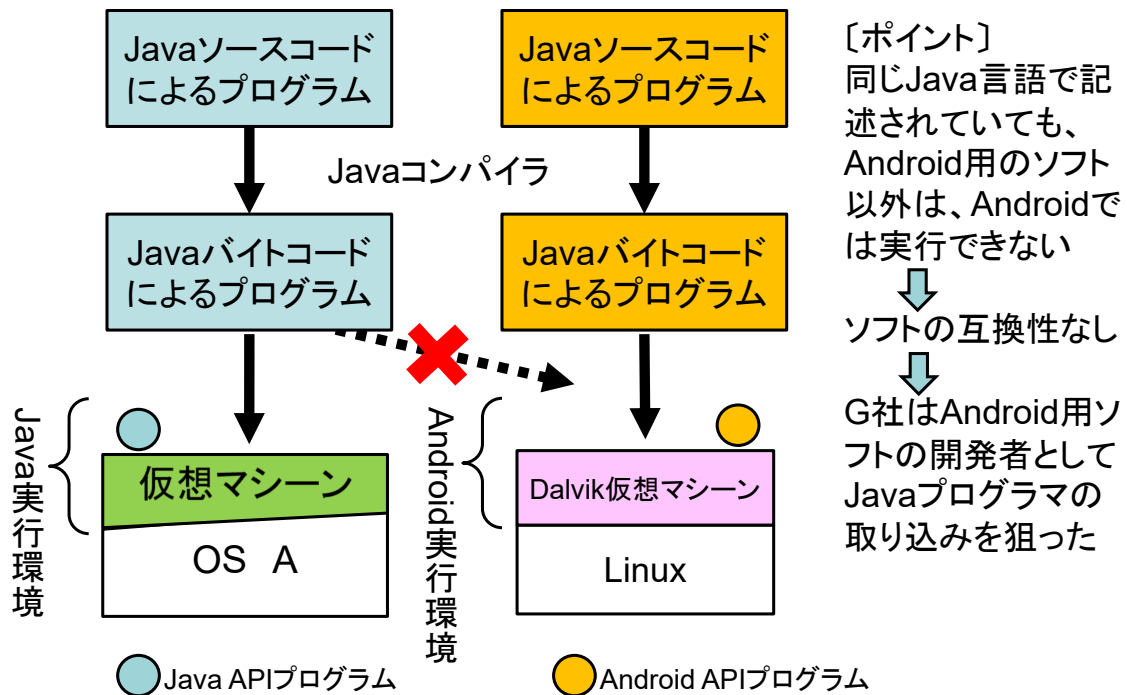 Javaソースコード
によるプログラム
Javaソースコード
によるプログラム
Javaコンパイラ
Javaバイトコード
によるプログラム
Javaバイトコード
によるプログラム
Java実行環境
仮想マシーン
OS A
Android実行環境
Dalvik仮想マシーン
Linux
Java APIプログラム
Android APIプログラム
〔ポイント〕
同じJava言語で記
述されていても、
Android用のソフト
以外は、Androidで
は実行できない
ソフトの互換性なし
G社はAndroid用ソ
フトの開発者として
Javaプログラマの
取り込みを狙った